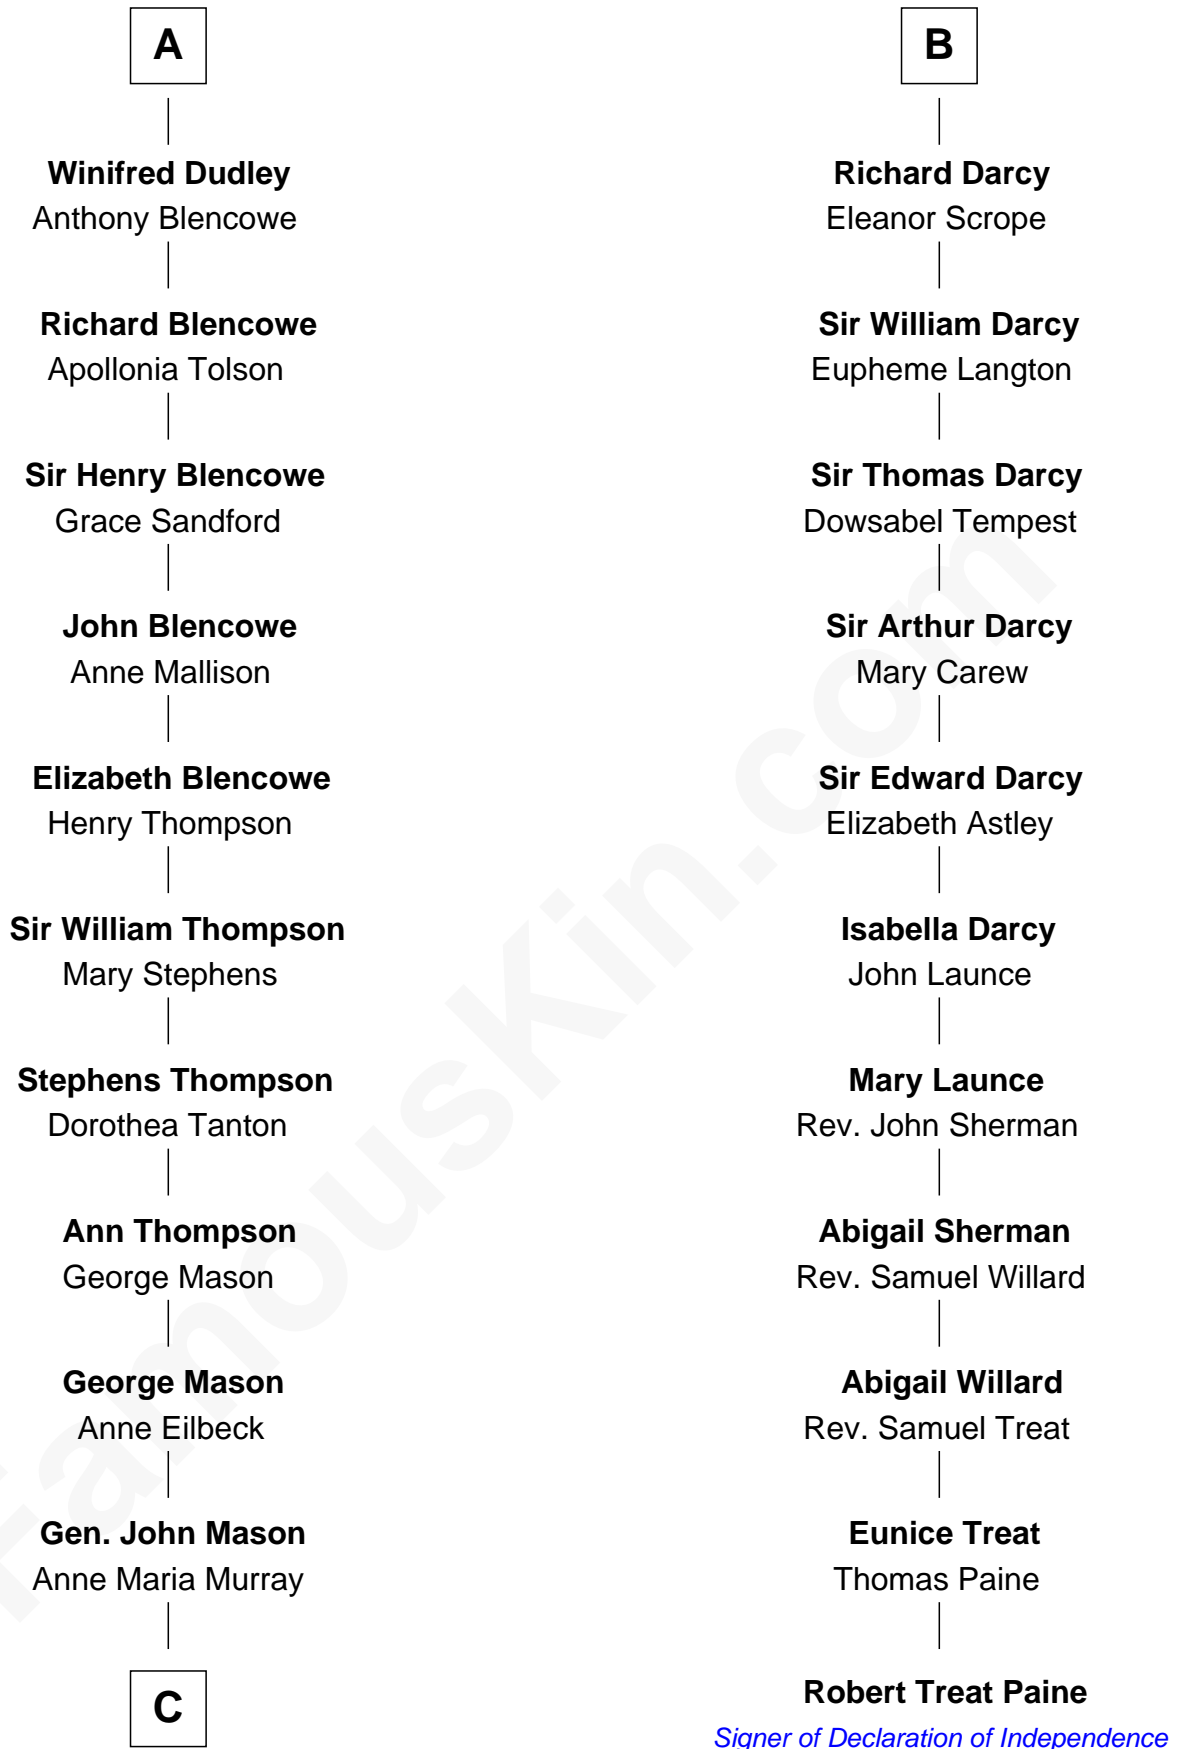 A
Winifred Dudley
Anthony Blencowe
Richard Blencowe
Apollonia Tolson
Sir Henry Blencowe
Grace Sandford
John Blencowe
Anne Mallison
Elizabeth Blencowe
Henry Thompson
Sir William Thompson
Mary Stephens
Stephens Thompson
Dorothea Tanton
Ann Thompson
George Mason
George Mason
Anne Eilbeck
Gen. John Mason
Anne Maria Murray
C
B
Richard Darcy
Eleanor Scrope
Sir William Darcy
Eupheme Langton
Sir Thomas Darcy
Dowsabel Tempest
Sir Arthur Darcy
Mary Carew
Sir Edward Darcy
Elizabeth Astley
Isabella Darcy
John Launce
Mary Launce
Rev. John Sherman
Abigail Sherman
Rev. Samuel Willard
Abigail Willard
Rev. Samuel Treat
Eunice Treat
Thomas Paine
Robert Treat Paine
Signer of Declaration of Independence
FamousKin.com